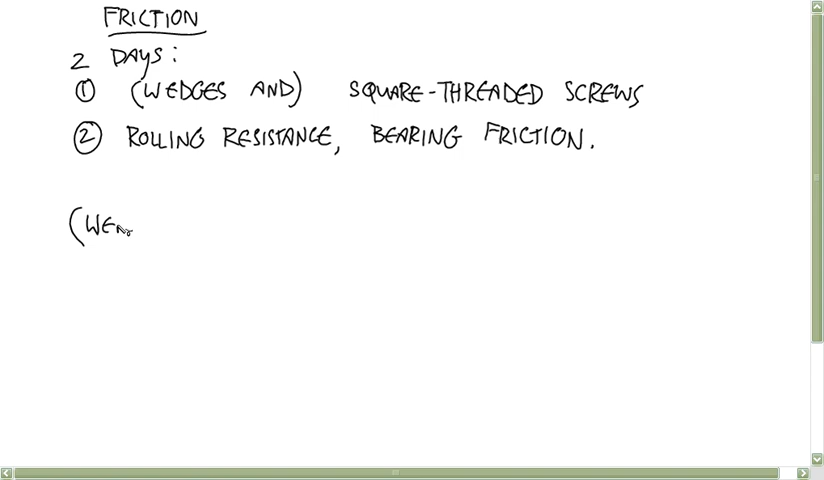 FRICTION
2 DAYS:
① (WEDGES AND) SQUARE-THREADED SCREWS
② ROLLING RESISTANCE, BEARING FRICTION.
(WE